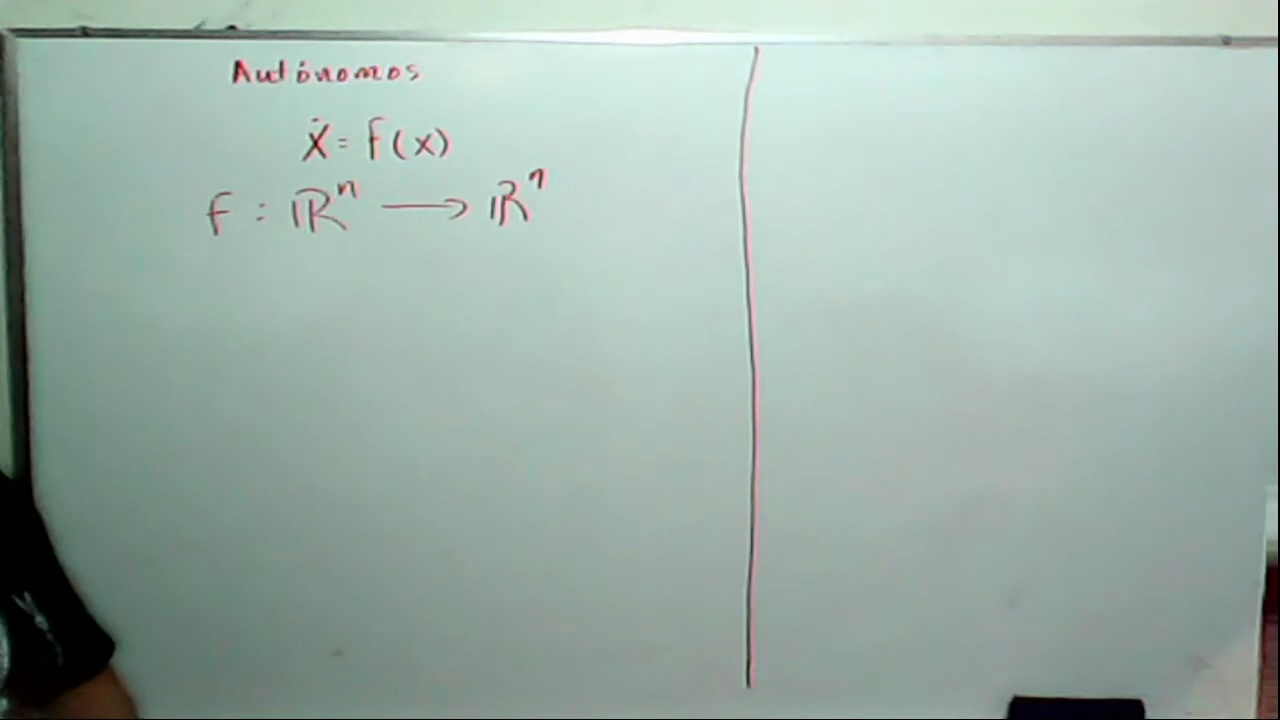 Autónomos
ẋ = f(x)
f : ℝⁿ ⟶ ℝⁿ